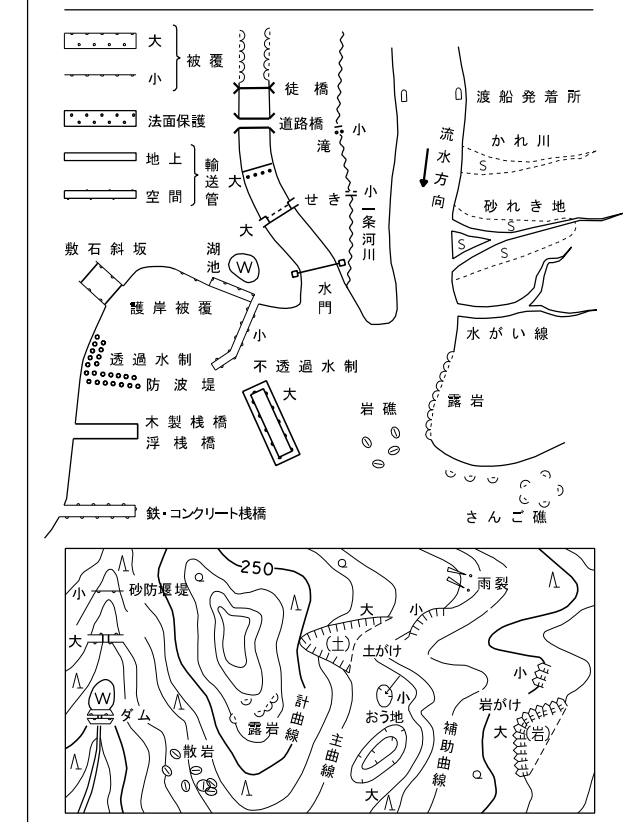 大
小
被覆
法面保護
地上
空間
輸送管
徒橋
道路橋
小
滝
大
せき
小
大
一条河川
渡船発着所
流水方向
かれ川
S
砂れき地
S
S
S
敷石斜坂
湖池
W
水門
護岸被覆
小
水がい線
透過水制
防波堤
不透過水制
大
岩礁
露岩
木製桟橋
浮桟橋
鉄・コンクリート桟橋
さんご礁
250
小
砂防堰堤
大
W
ダム
露岩
散岩
計曲線
主曲線
大
小
(土)
土がけ
小
おう地
大
補助曲線
雨裂
小
岩がけ
大
(岩)